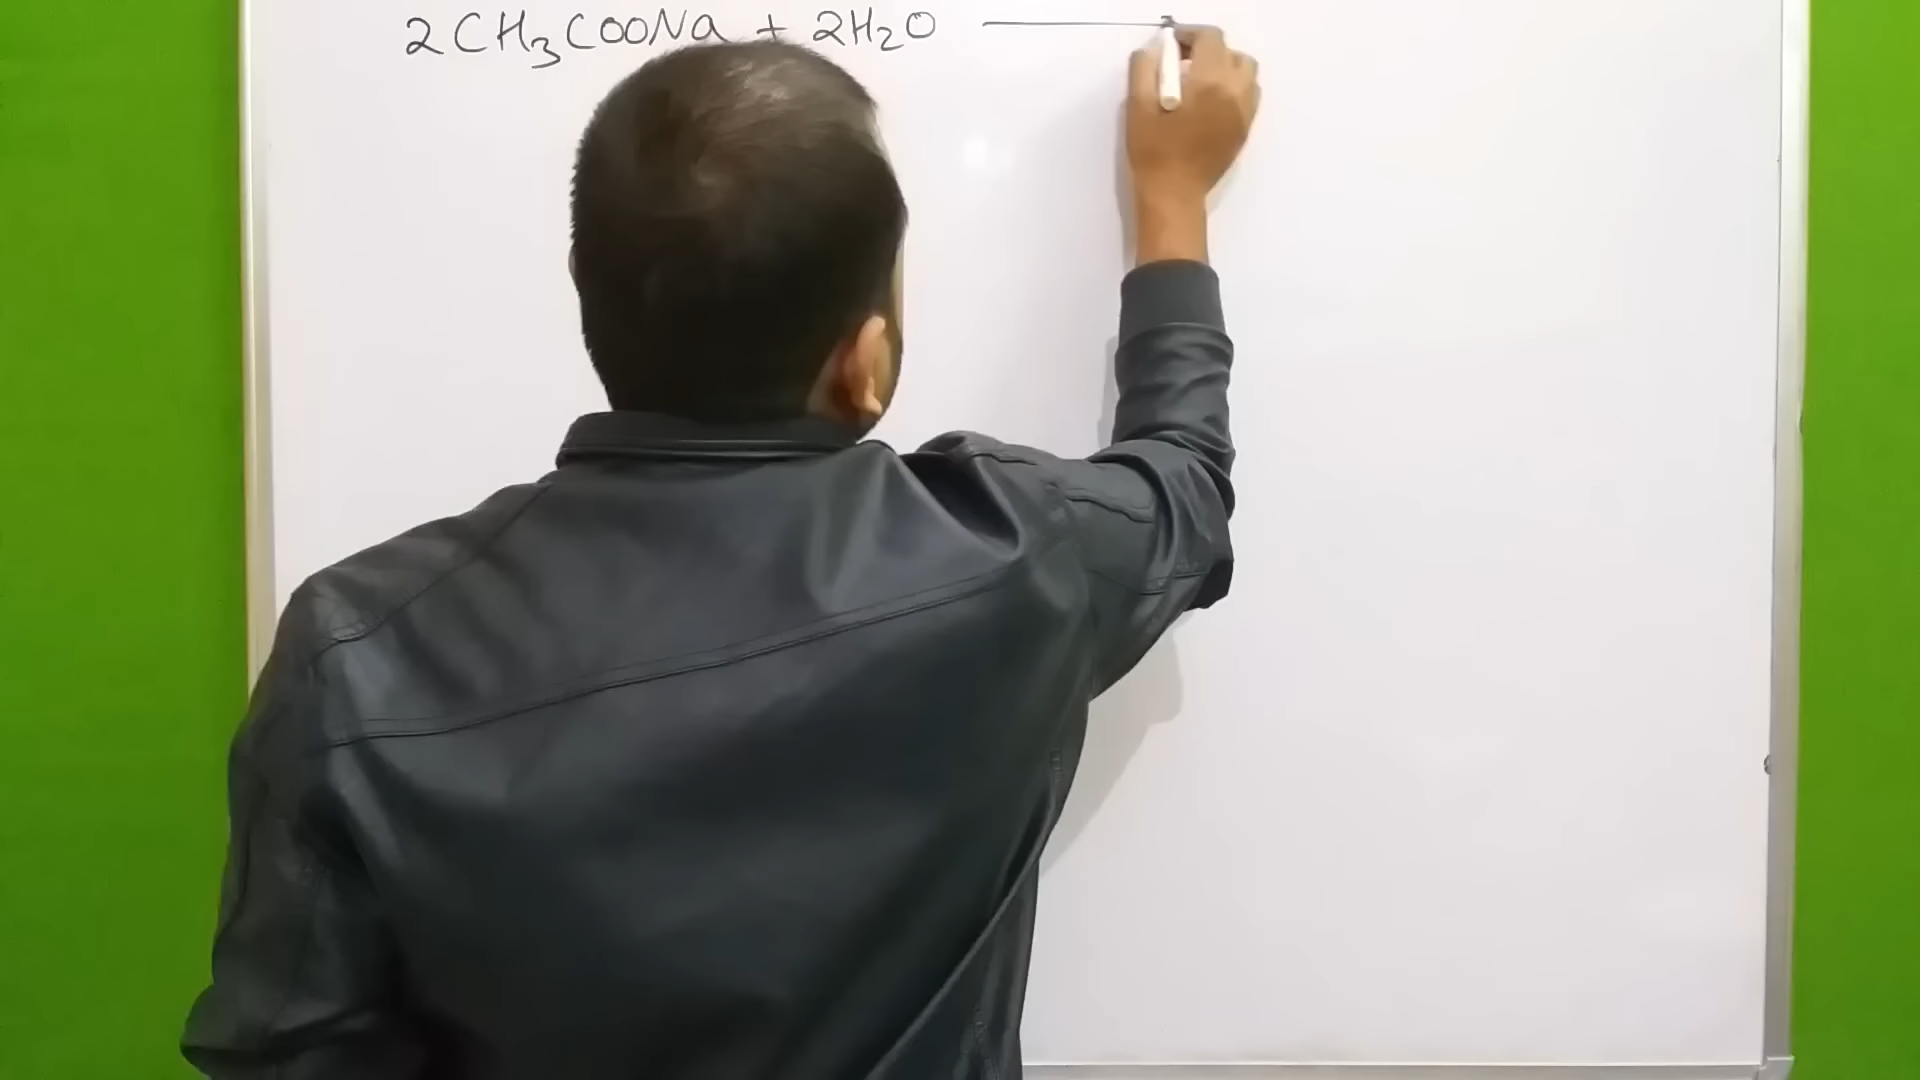 2CH₃COONa + 2H₂O →